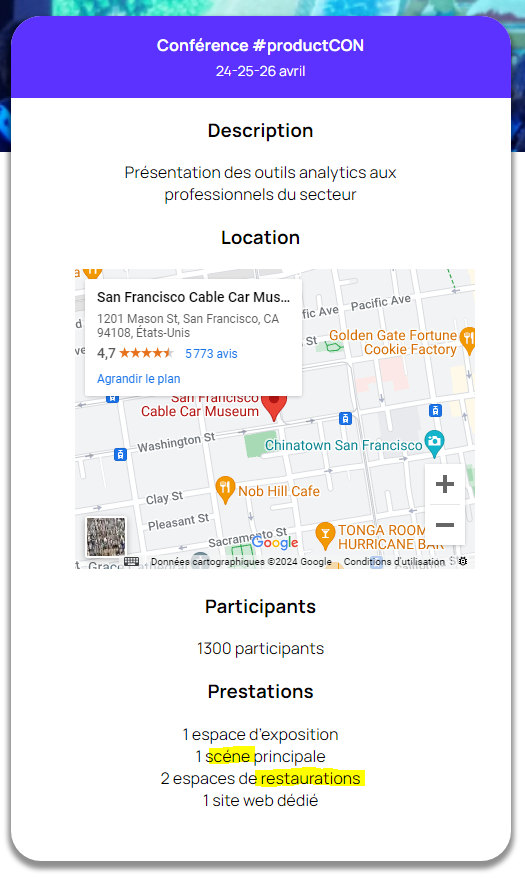 Conférence #productCON
24-25-26 avril
Description
Présentation des outils analytics aux
professionnels du secteur
Location
San Francisco Cable Car Mus...
1201 Mason St, San Francisco, CA
94108, États-Unis
4,7 5 773 avis
Agrandir le plan
Pacific Ave
Pacific Ave
Golden Gate Fortune
Cookie Factory
San Francisco
Cable Car Museum
Washington St
Chinatown San Francisco
Nob Hill Cafe
Clay St
Pleasant St
Sacramento St
TONGA ROOM
HURRICANE BAR
Google
Données cartographiques ©2024 Google
Conditions d'utilisation
Participants
1300 participants
Prestations
1 espace d'exposition
1 scéne principale
2 espaces de restaurations
1 site web dédié